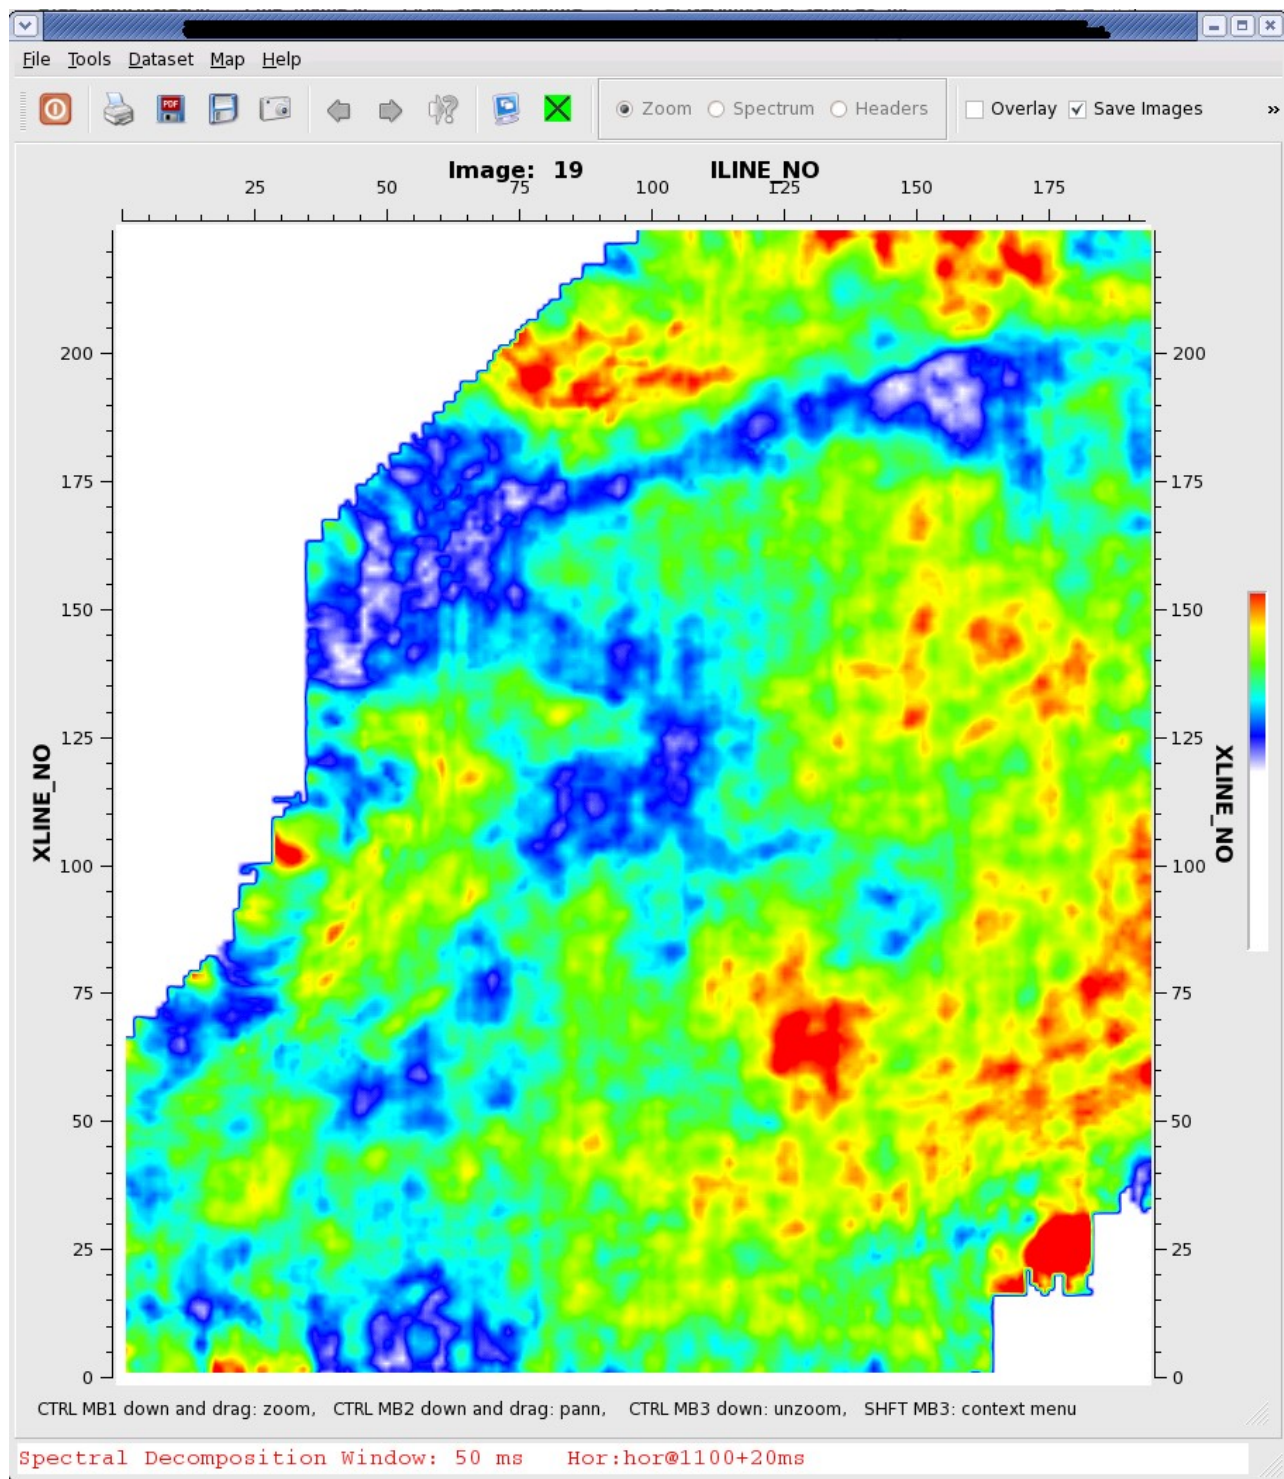 File Tools Dataset Map Help
PDF
Zoom Spectrum Headers Overlay Save Images »
Image: 19 ILINE_NO
25 50 75 100 125 150 175
200 200
175 175
150 150
125 125
XLINE_NO XLINE_NO
100 100
75 75
50 50
25 25
0 0
CTRL MB1 down and drag: zoom, CTRL MB2 down and drag: pann, CTRL MB3 down: unzoom, SHFT MB3: context menu
Spectral Decomposition Window: 50 ms Hor:hor@1100+20ms